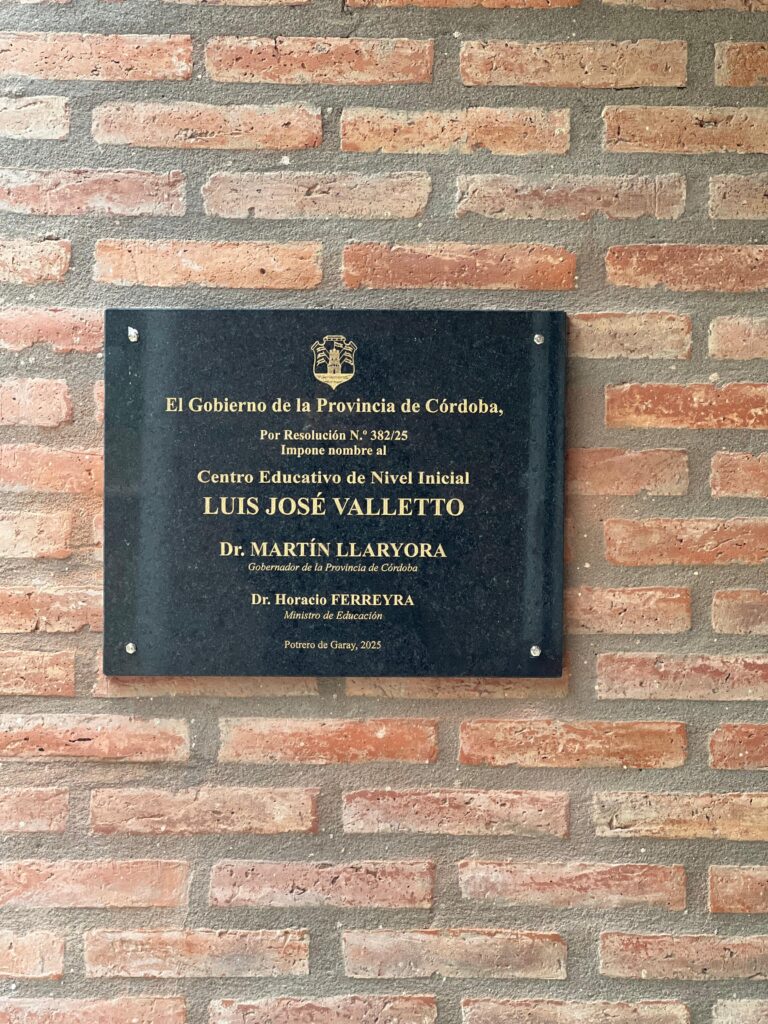 El Gobierno de la Provincia de Córdoba,
Por Resolución N.º 382/25
Impone nombre al
Centro Educativo de Nivel Inicial
LUIS JOSÉ VALLETTO
Dr. MARTÍN LLARYORA
Gobernador de la Provincia de Córdoba
Dr. Horacio FERREYRA
Ministro de Educación
Potrero de Garay, 2025